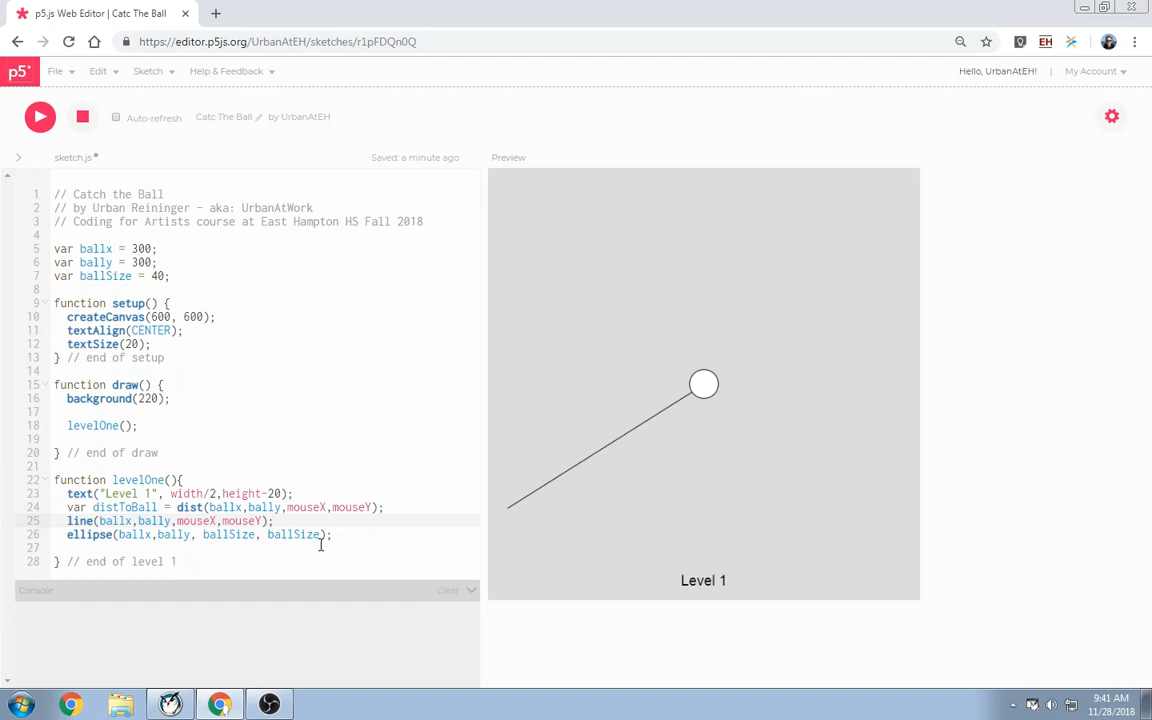 p5.js Web Editor | Catc The Ball
https://editor.p5js.org/UrbanAtEH/sketches/r1pFDQn0Q
EH
p5* File Edit Sketch Help & Feedback Hello, UrbanAtEH! My Account
Auto-refresh Catc The Ball by UrbanAtEH
sketch.js Saved: a minute ago Preview
1 // Catch the Ball
2 // by Urban Reininger - aka: UrbanAtWork
3 // Coding for Artists course at East Hampton HS Fall 2018
4
5 var ballx = 300;
6 var bally = 300;
7 var ballSize = 40;
8
9 function setup() {
10 createCanvas(600, 600);
11 textAlign(CENTER);
12 textSize(20);
13 } // end of setup
14
15 function draw() {
16 background(220);
17
18 levelOne();
19
20 } // end of draw
21
22 function levelOne(){
23 text("Level 1", width/2,height-20);
24 var distToBall = dist(ballx,bally,mouseX,mouseY);
25 line(ballx,bally,mouseX,mouseY);
26 ellipse(ballx,bally, ballSize, ballSize);
27
28 } // end of level 1
Level 1
Console Clear
9:41 AM
11/28/2018